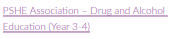 PSHE Association – Drug and Alcohol
Education (Year 3-4)